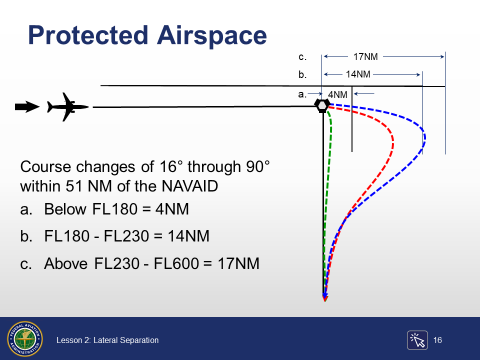 Protected Airspace
c. 17NM
b. 14NM
a. 4NM
Course changes of 16° through 90°
within 51 NM of the NAVAID
a. Below FL180 = 4NM
b. FL180 - FL230 = 14NM
c. Above FL230 - FL600 = 17NM
Lesson 2: Lateral Separation
16